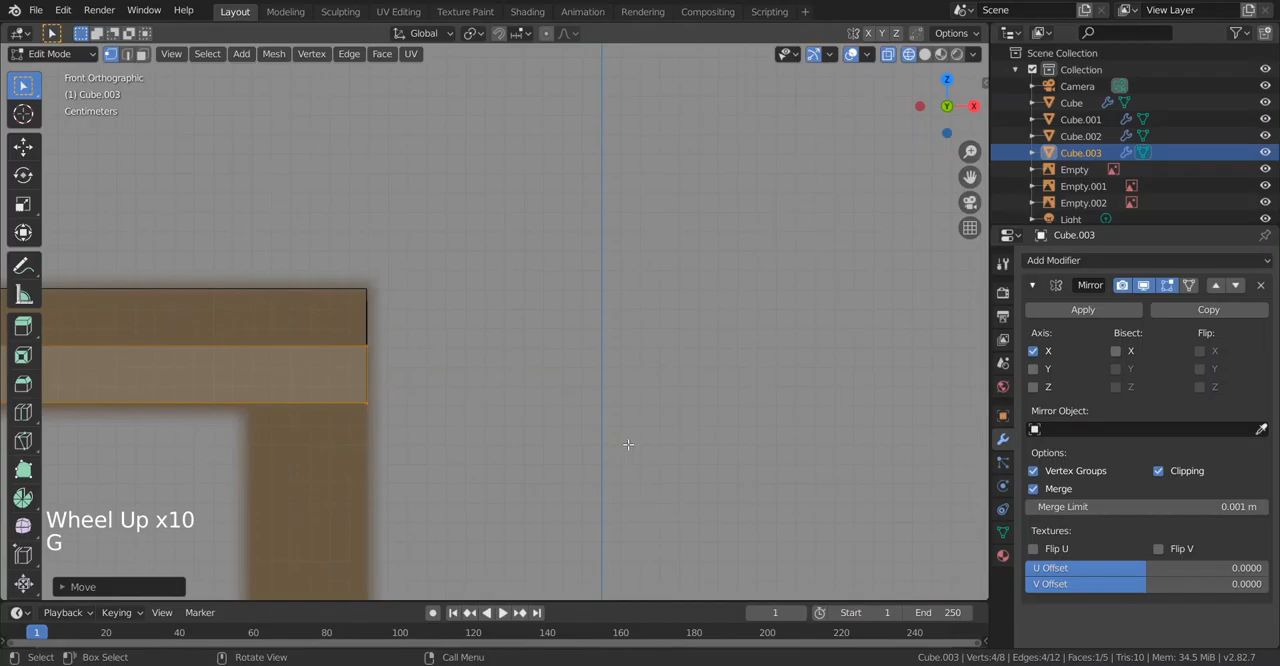 File Edit Render Window Help Layout Modeling Sculpting UV Editing Texture Paint Shading Animation Rendering Compositing Scripting + Scene View Layer
Global X Y Z Options
Edit Mode View Select Add Mesh Vertex Edge Face UV
Front Orthographic
(1) Cube.003
Centimeters
Z
Y
X
Scene Collection
Collection
Camera
Cube
Cube.001
Cube.002
Cube.003
Empty
Empty.001
Empty.002
Light
Cube.003
Add Modifier
Mirror
Apply Copy
Axis: Bisect: Flip:
X X X
Y Y Y
Z Z Z
Mirror Object:
Options:
Vertex Groups Clipping
Merge
Merge Limit 0.001 m
Textures:
Flip U Flip V
U Offset 0.0000
V Offset 0.0000
Wheel Up x10
G
Move
Playback Keying View Marker 1 Start 1 End 250
1 20 40 60 80 100 120 140 160 180 200 220 240
Select Box Select Rotate View Call Menu Cube.003 | Verts:4/8 | Edges:4/12 | Faces:1/5 | Tris:10 | Mem: 34.5 MiB | v2.82.7